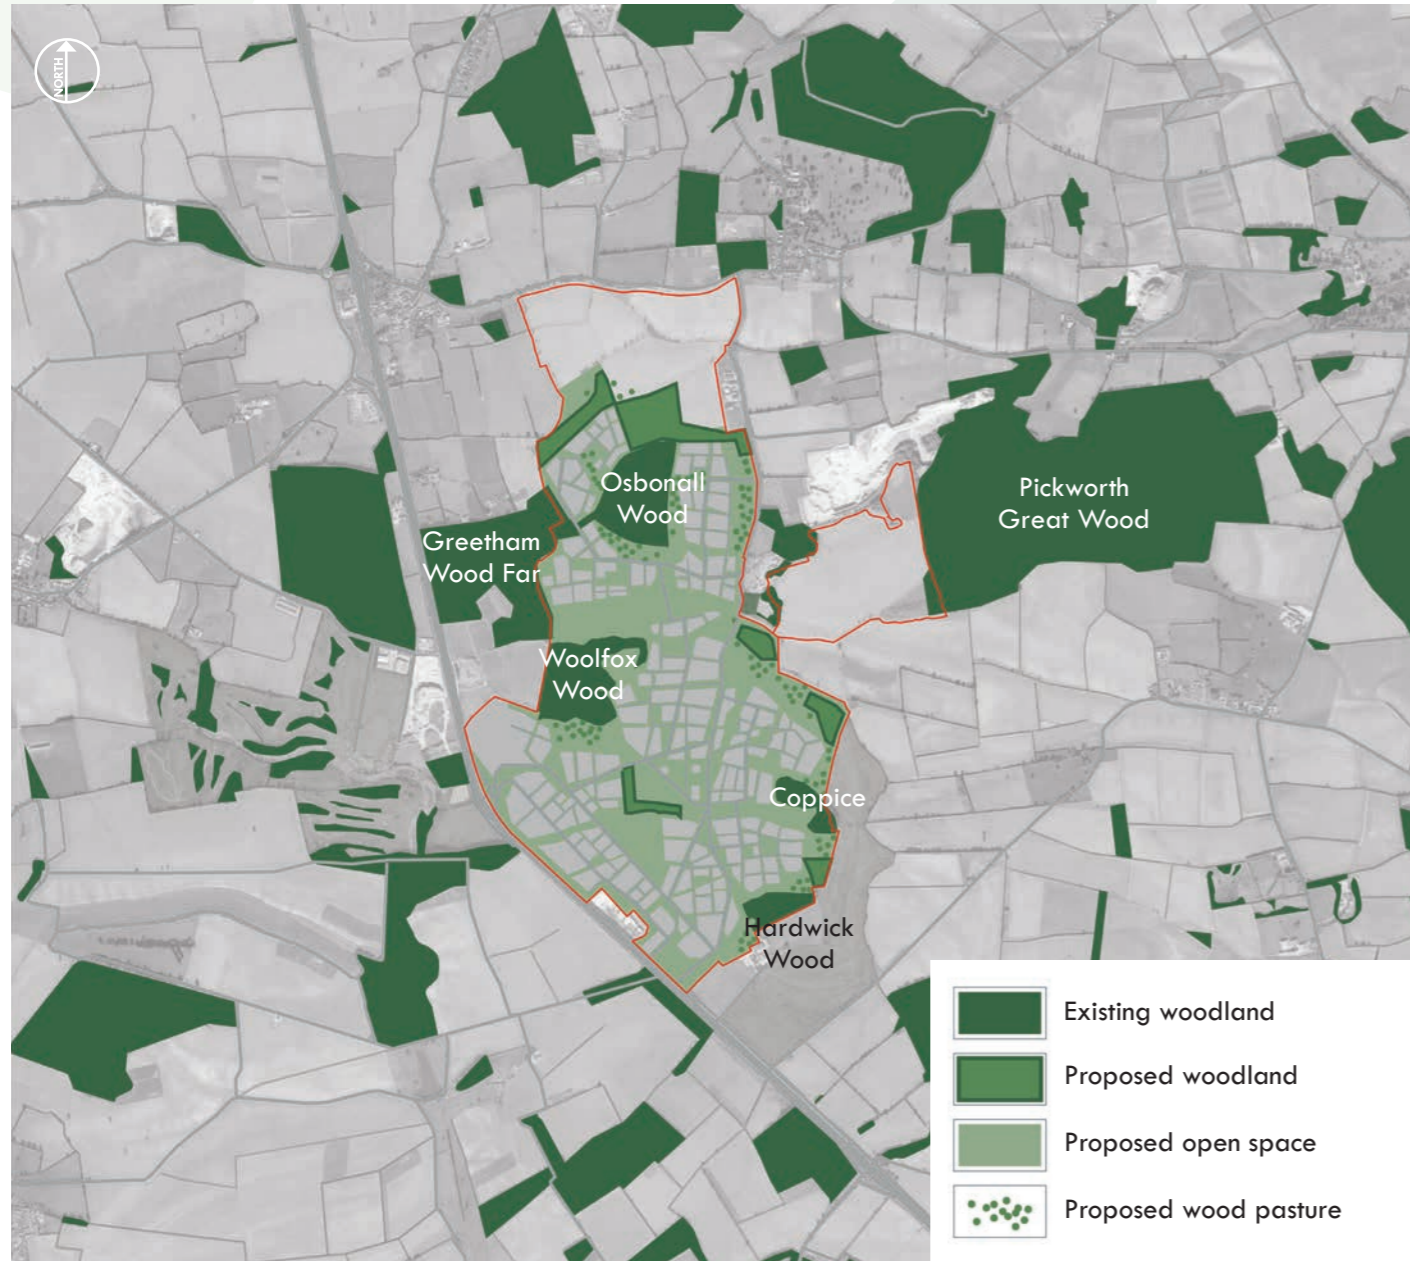 NORTH
Osbonall
Wood
Pickworth
Great Wood
Greetham
Wood Far
Woolfox
Wood
Coppice
Hardwick
Wood
Existing woodland
Proposed woodland
Proposed open space
Proposed wood pasture